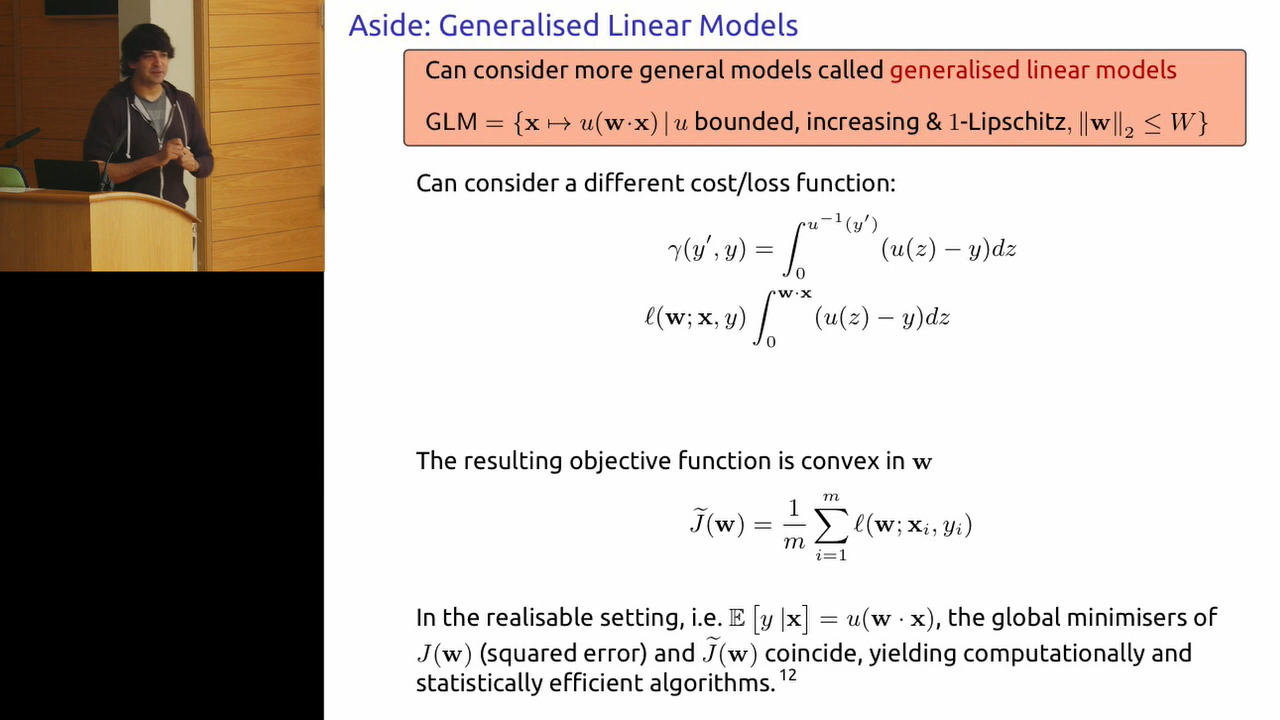 Aside: Generalised Linear Models
Can consider more general models called generalised linear models
GLM = {x ↦ u(w·x) | u bounded, increasing & 1-Lipschitz, ‖w‖₂ ≤ W}
Can consider a different cost/loss function:
γ(y′, y) = ∫₀^{u⁻¹(y′)} (u(z) − y)dz
ℓ(w; x, y) ∫₀^{w·x} (u(z) − y)dz
The resulting objective function is convex in w
J̃(w) = 1/m ∑_{i=1}^{m} ℓ(w; xᵢ, yᵢ)
In the realisable setting, i.e. 𝔼 [y |x] = u(w · x), the global minimisers of
J(w) (squared error) and J̃(w) coincide, yielding computationally and
statistically efficient algorithms.¹²